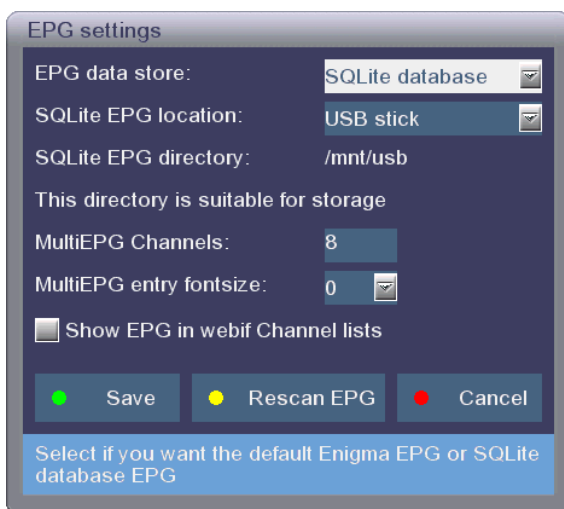 EPG settings
EPG data store: SQLite database
SQLite EPG location: USB stick
SQLite EPG directory: /mnt/usb
This directory is suitable for storage
MultiEPG Channels: 8
MultiEPG entry fontsize: 0
Show EPG in webif Channel lists
Save Rescan EPG Cancel
Select if you want the default Enigma EPG or SQLite
database EPG